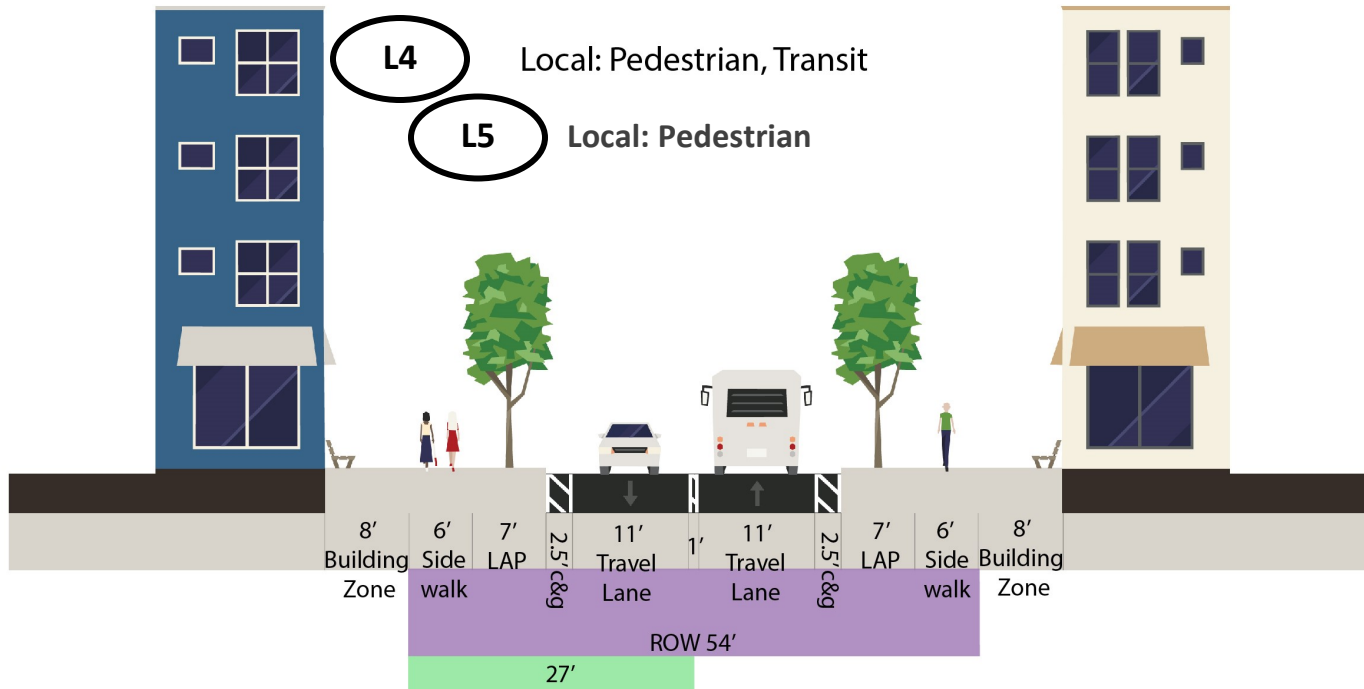 L4
Local: Pedestrian, Transit
L5
Local: Pedestrian
8’ Building Zone
6’ Side walk
7’ LAP
2.5’ c&g
11’ Travel Lane
1’
11’ Travel Lane
2.5’ c&g
7’ LAP
6’ Side walk
8’ Building Zone
ROW 54’
27’